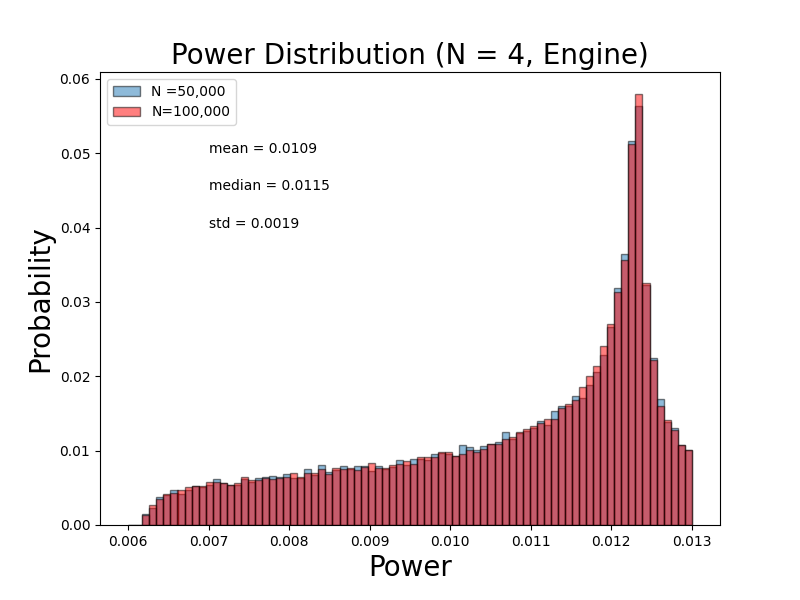 Power Distribution (N = 4, Engine)
N =50,000
N=100,000
mean = 0.0109
median = 0.0115
std = 0.0019
Probability
0.06
0.05
0.04
0.03
0.02
0.01
0.00
0.006 0.007 0.008 0.009 0.010 0.011 0.012 0.013
Power